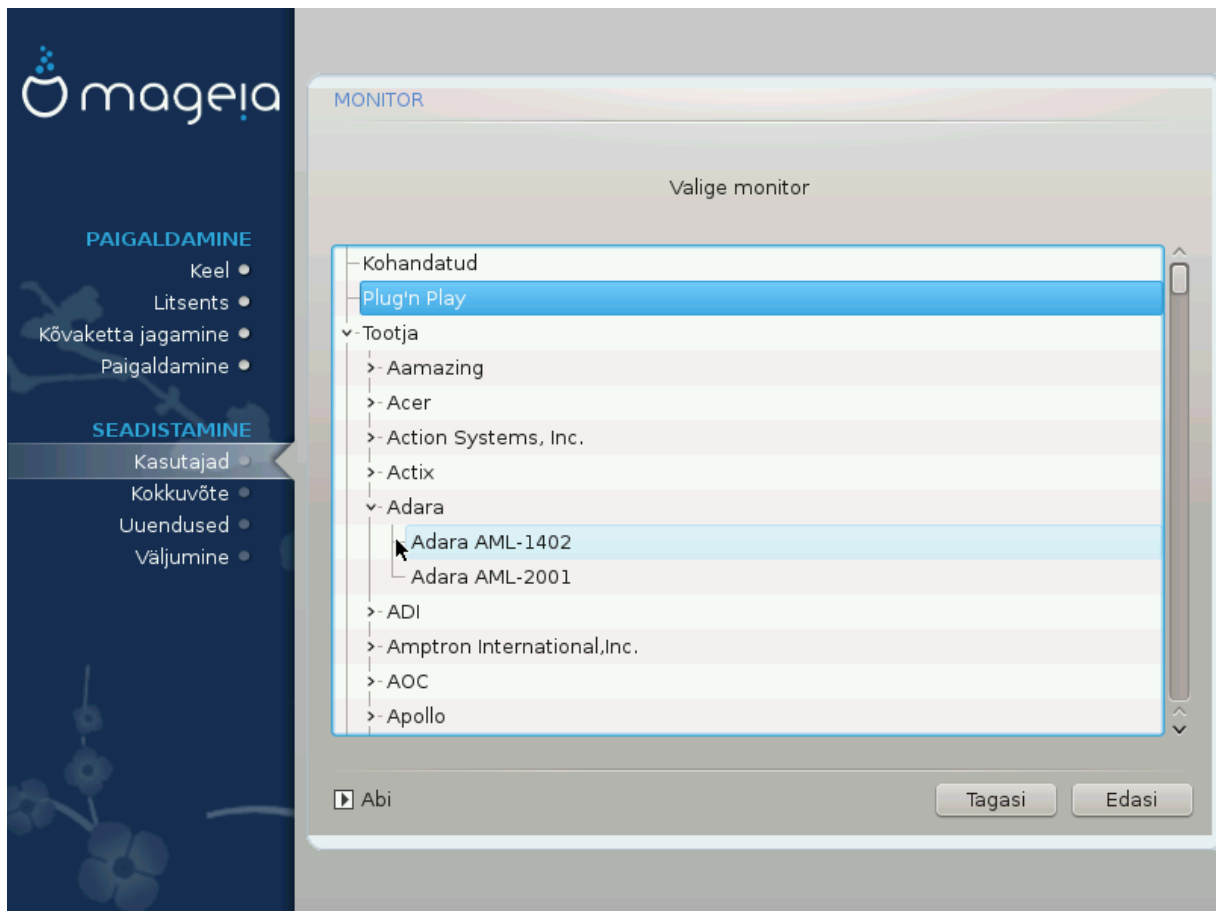 mageia
PAIGALDAMINE
Keel
Litsents
Kõvaketta jagamine
Paigaldamine
SEADISTAMINE
Kasutajad
Kokkuvõte
Uuendused
Väljumine
MONITOR
Valige monitor
Kohandatud
Plug'n Play
Tootja
Aamazing
Acer
Action Systems, Inc.
Actix
Adara
Adara AML-1402
Adara AML-2001
ADI
Amptron International,Inc.
AOC
Apollo
Abi
Tagasi
Edasi